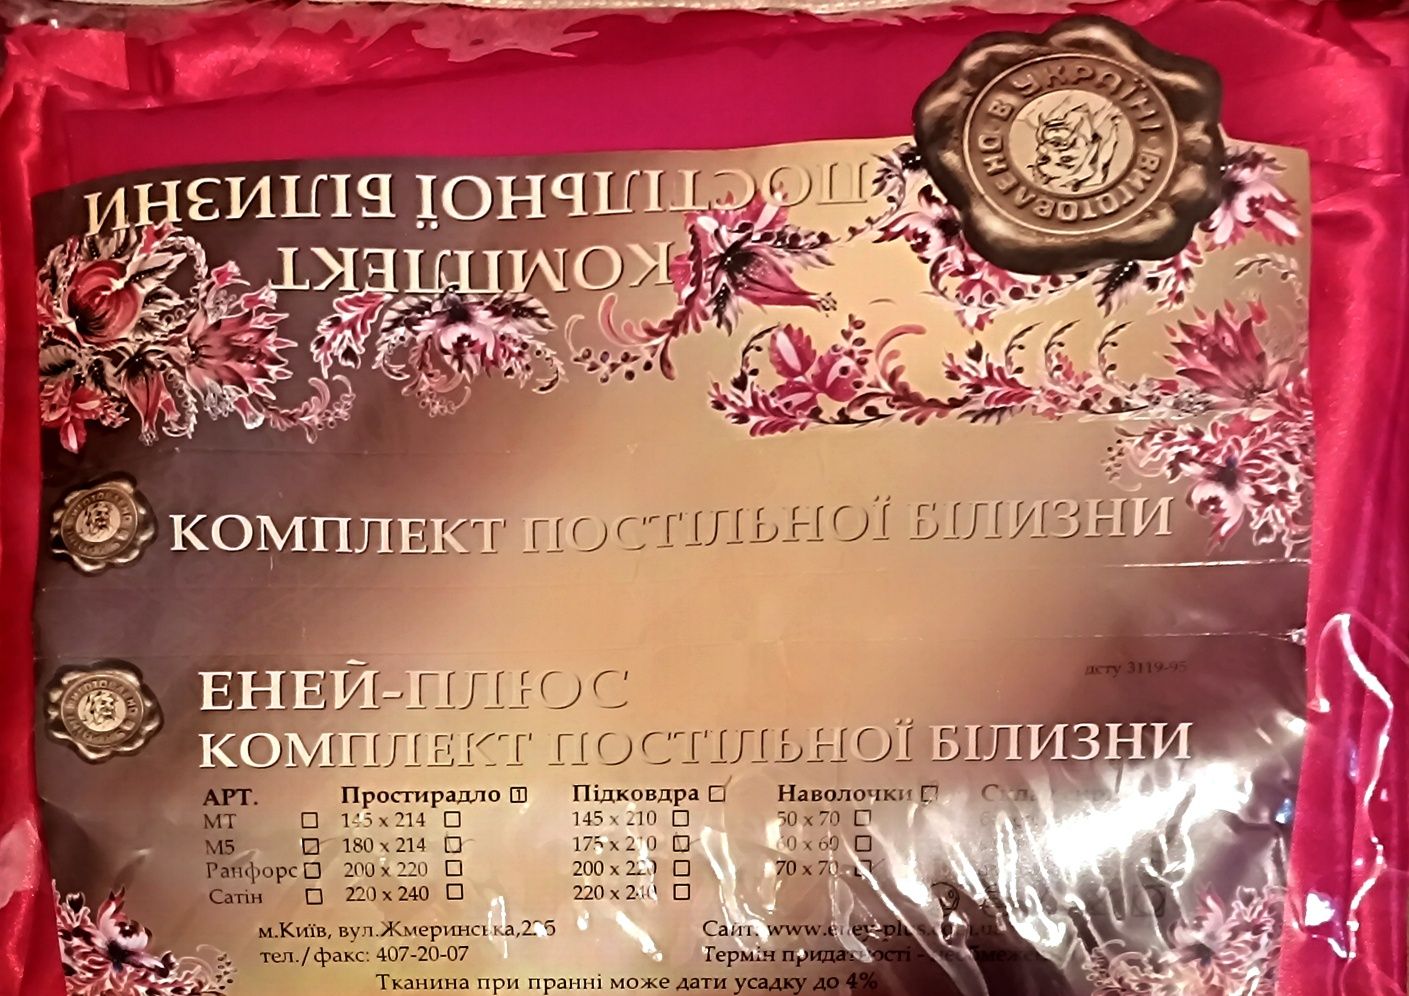 ВИГОТОВЛЕНО В УКРАЇНІ
ПОСТІЛЬНОЇ БІЛИЗНИ
КОМПЛЕКТ
КОМПЛЕКТ ПОСТІЛЬНОЇ БІЛИЗНИ
дсту 3119-95
ЕНЕЙ-ПЛЮС
КОМПЛЕКТ ПОСТІЛЬНОЇ БІЛИЗНИ
АРТ. Простирадло Підковдра Наволочки
МТ 145 x 214 145 x 210 50 x 70
М5 180 x 214 175 x 210 60 x 60
Ранфорс 200 x 220 200 x 220 70 x 70
Сатін 220 x 240 220 x 240
м.Київ, вул.Жмеринська, Сайт:
тел./факс: 407-20-07 Термін придатності -
Тканина при пранні може дати усадку до 4%